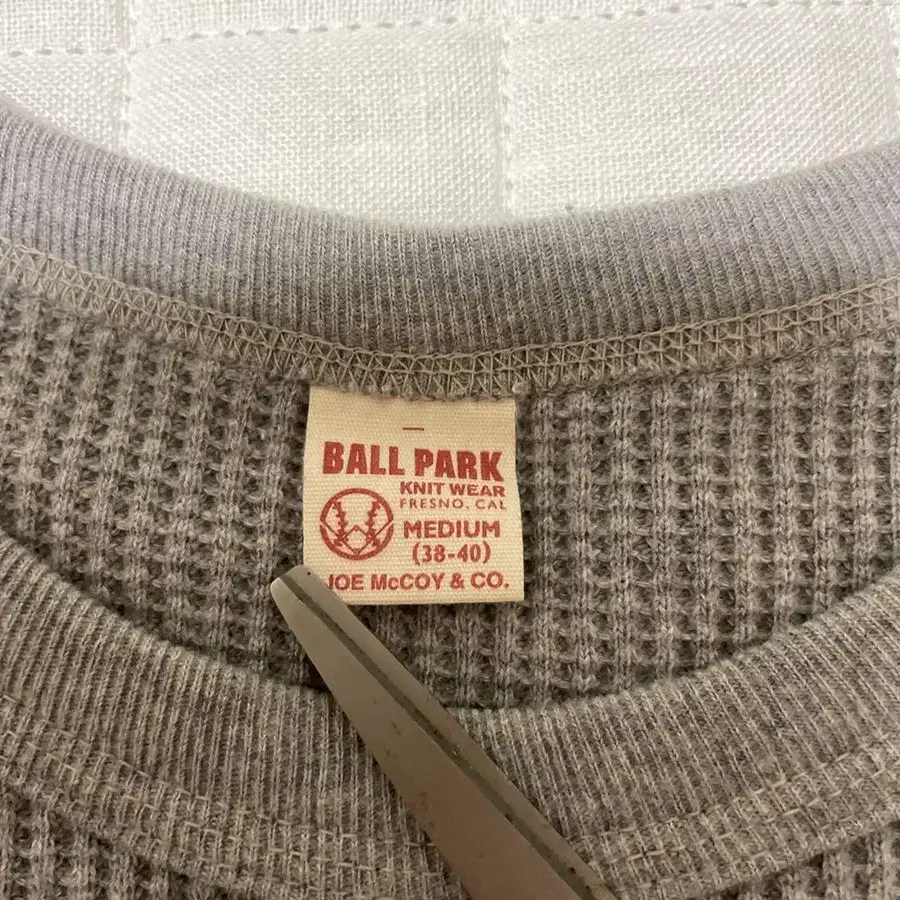 BALL PARK
KNIT WEAR
FRESNO, CAL
MEDIUM
(38-40)
JOE McCOY & CO.